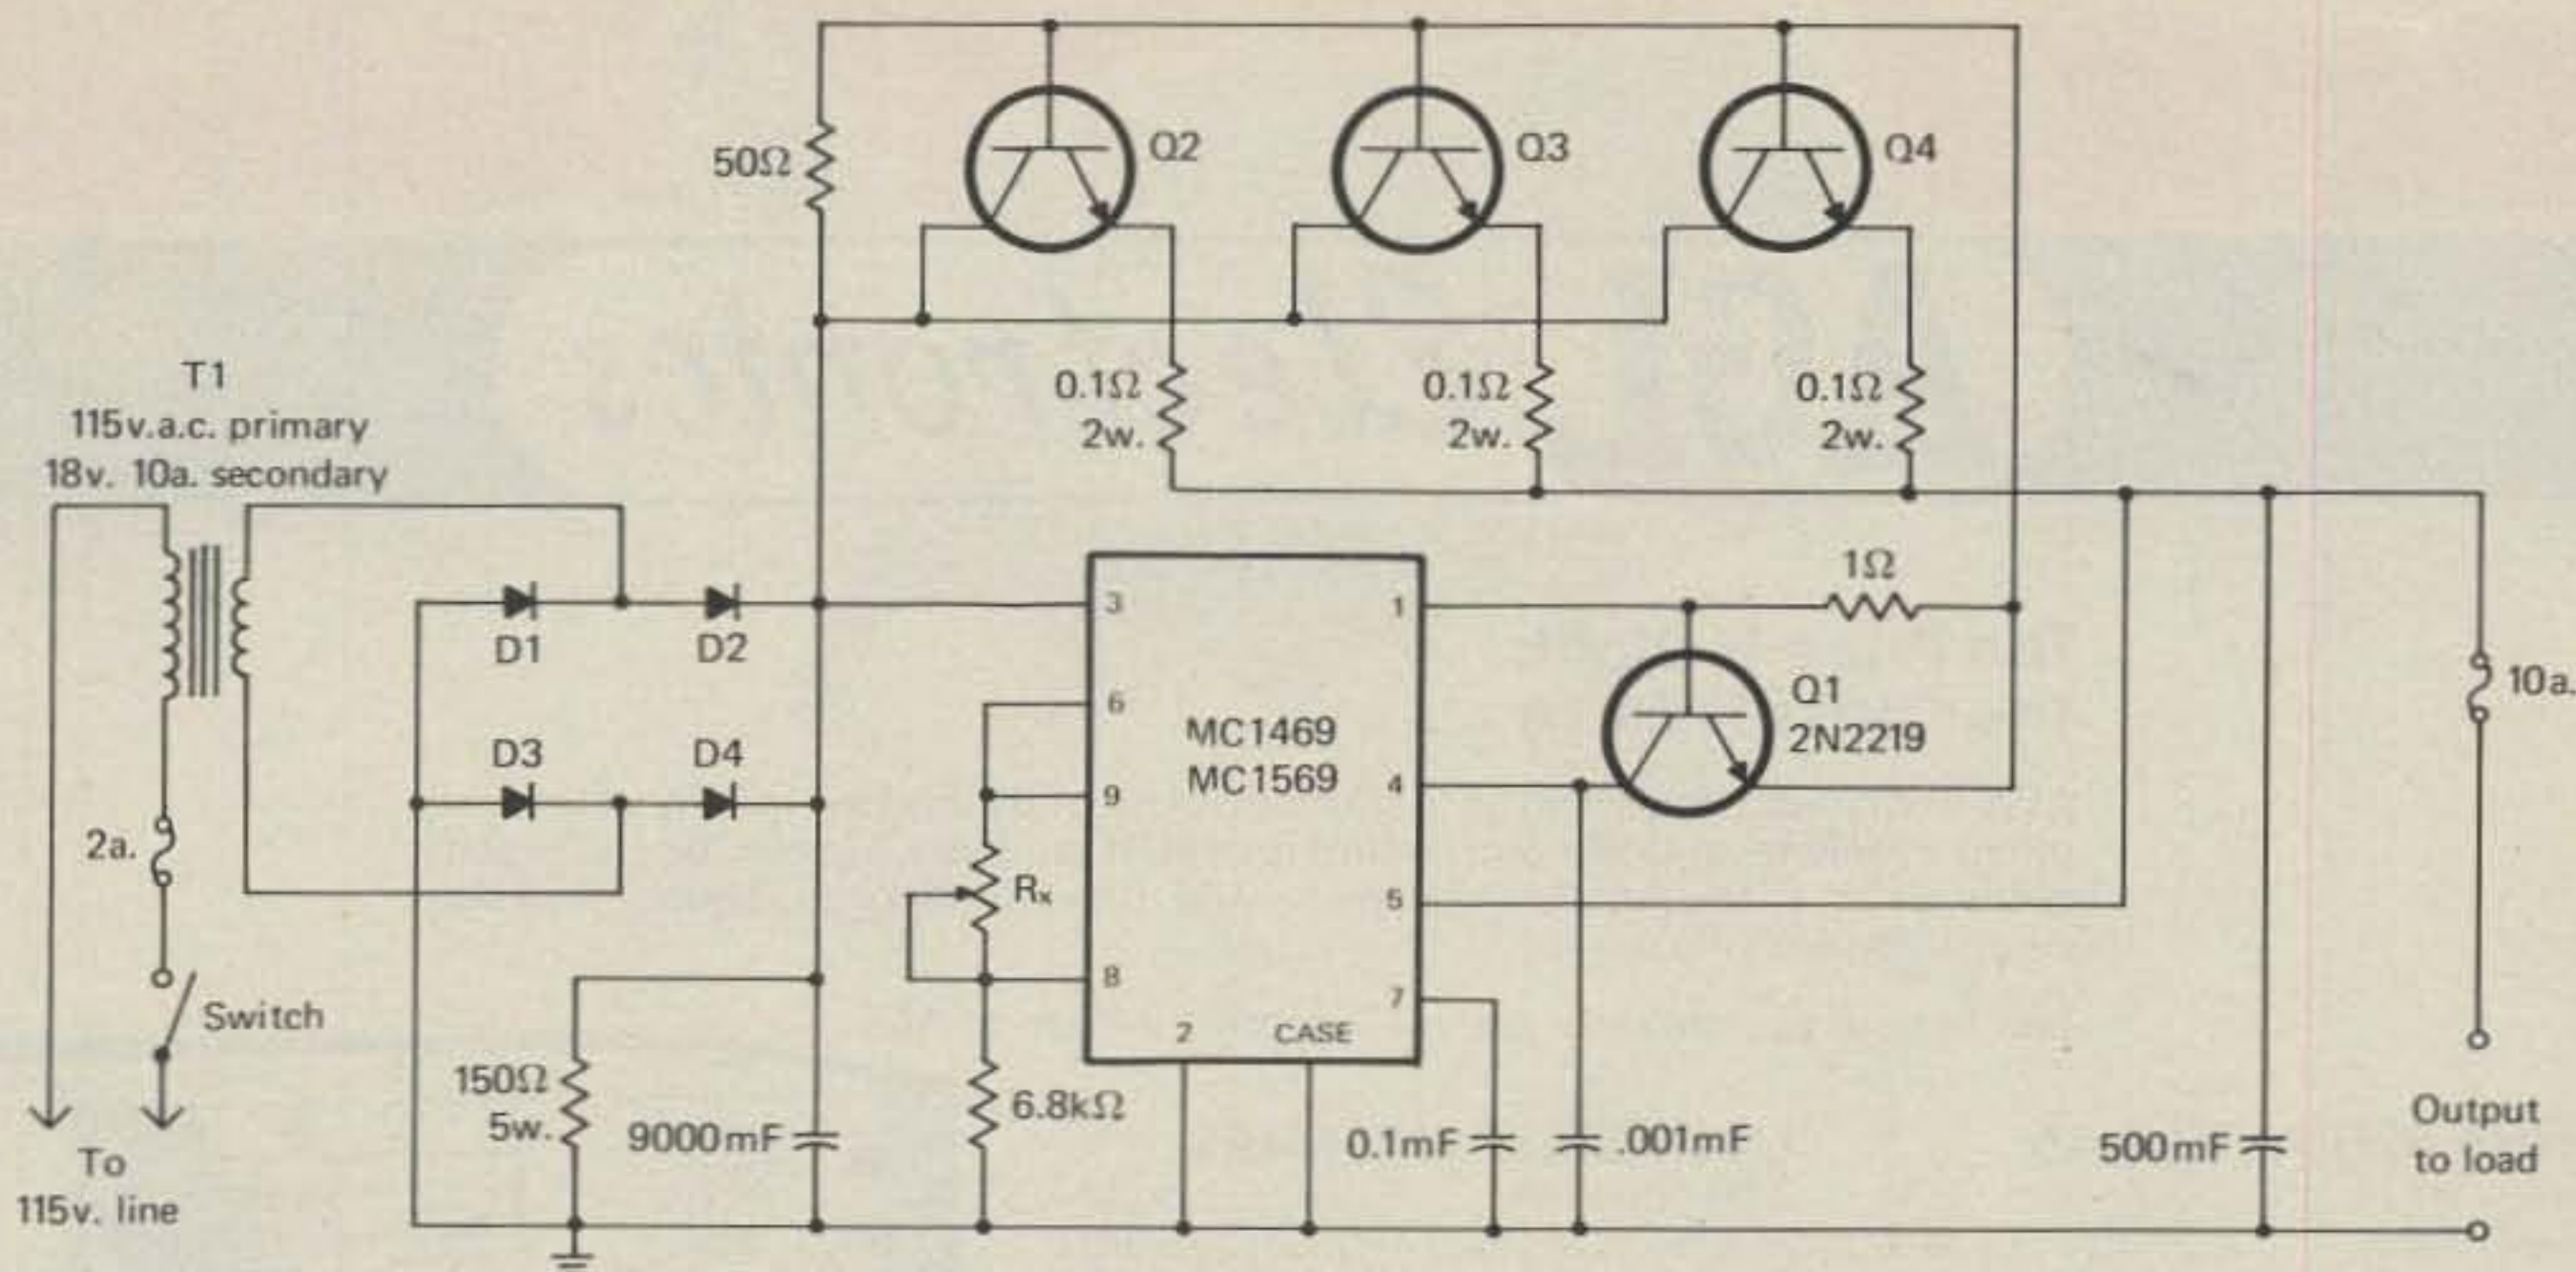 50Ω
Q2
Q3
Q4
T1
115v.a.c. primary
18v. 10a. secondary
0.1Ω
2w.
0.1Ω
2w.
0.1Ω
2w.
1Ω
D1
D2
D3
D4
3
6
9
8
1
4
5
7
2
CASE
MC1469
MC1569
Q1
2N2219
10a.
2a.
Rx
Switch
150Ω
5w.
9000mF
6.8kΩ
0.1mF
.001mF
500mF
Output
to load
To
115v. line